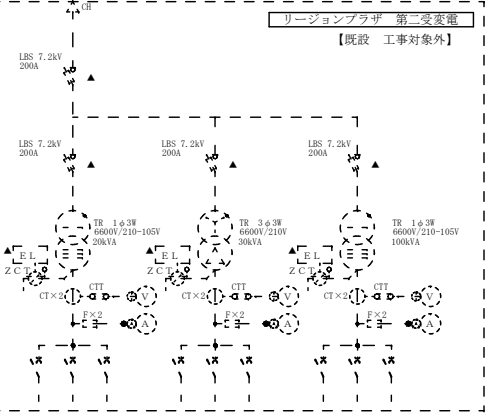 CH
リージョンプラザ 第二受変電
【既設 工事対象外】
LBS 7.2kV
200A
LBS 7.2kV
200A
LBS 7.2kV
200A
LBS 7.2kV
200A
TR 1φ3W
6600V/210-105V
20kVA
TR 3φ3W
6600V/210V
30kVA
TR 1φ3W
6600V/210-105V
100kVA
EL
ZCT
EL
ZCT
EL
ZCT
CT×2
CTT
V
CT×2
CTT
V
CT×2
CTT
V
F×2
A
F×2
A
F×2
A